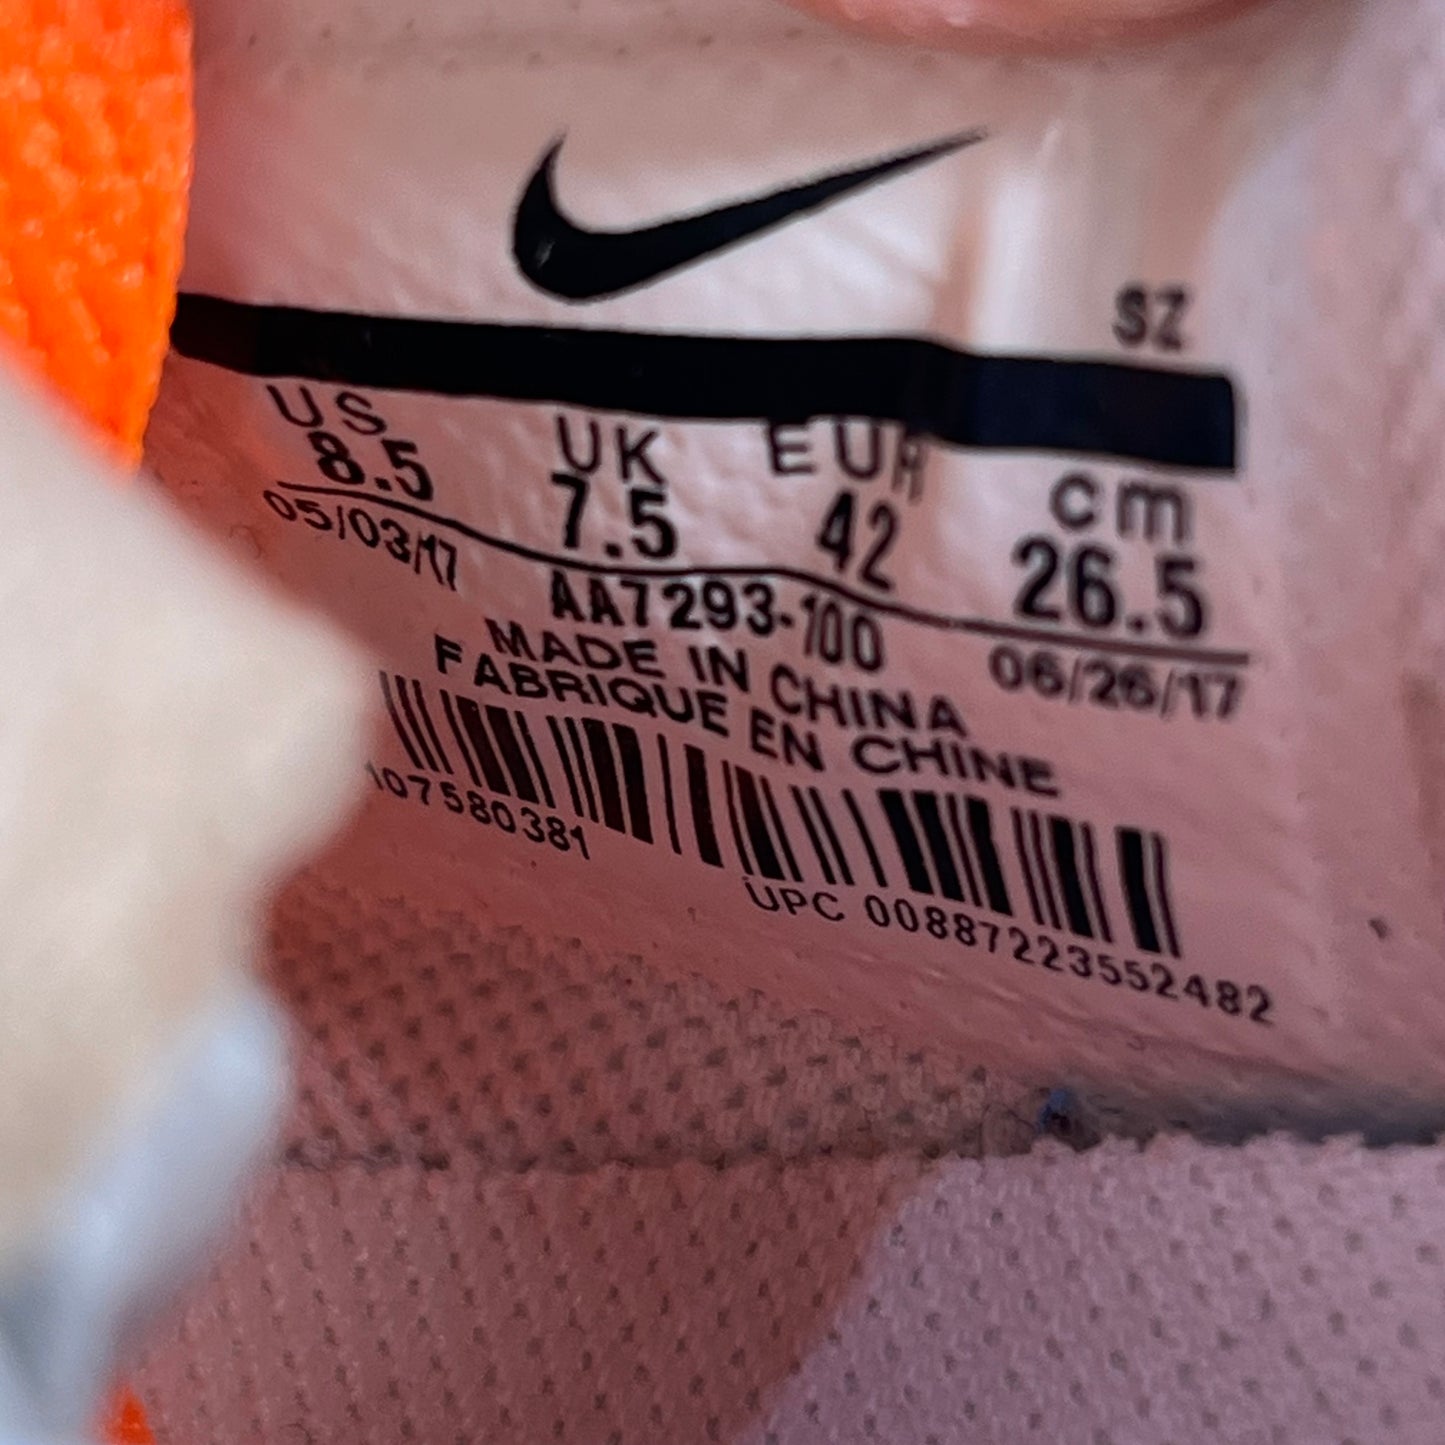 SZ
US UK EUR cm
8.5 7.5 42 26.5
05/03/17 AA7293-100 06/26/17
MADE IN CHINA
FABRIQUE EN CHINE
107580381
UPC 00887223552482